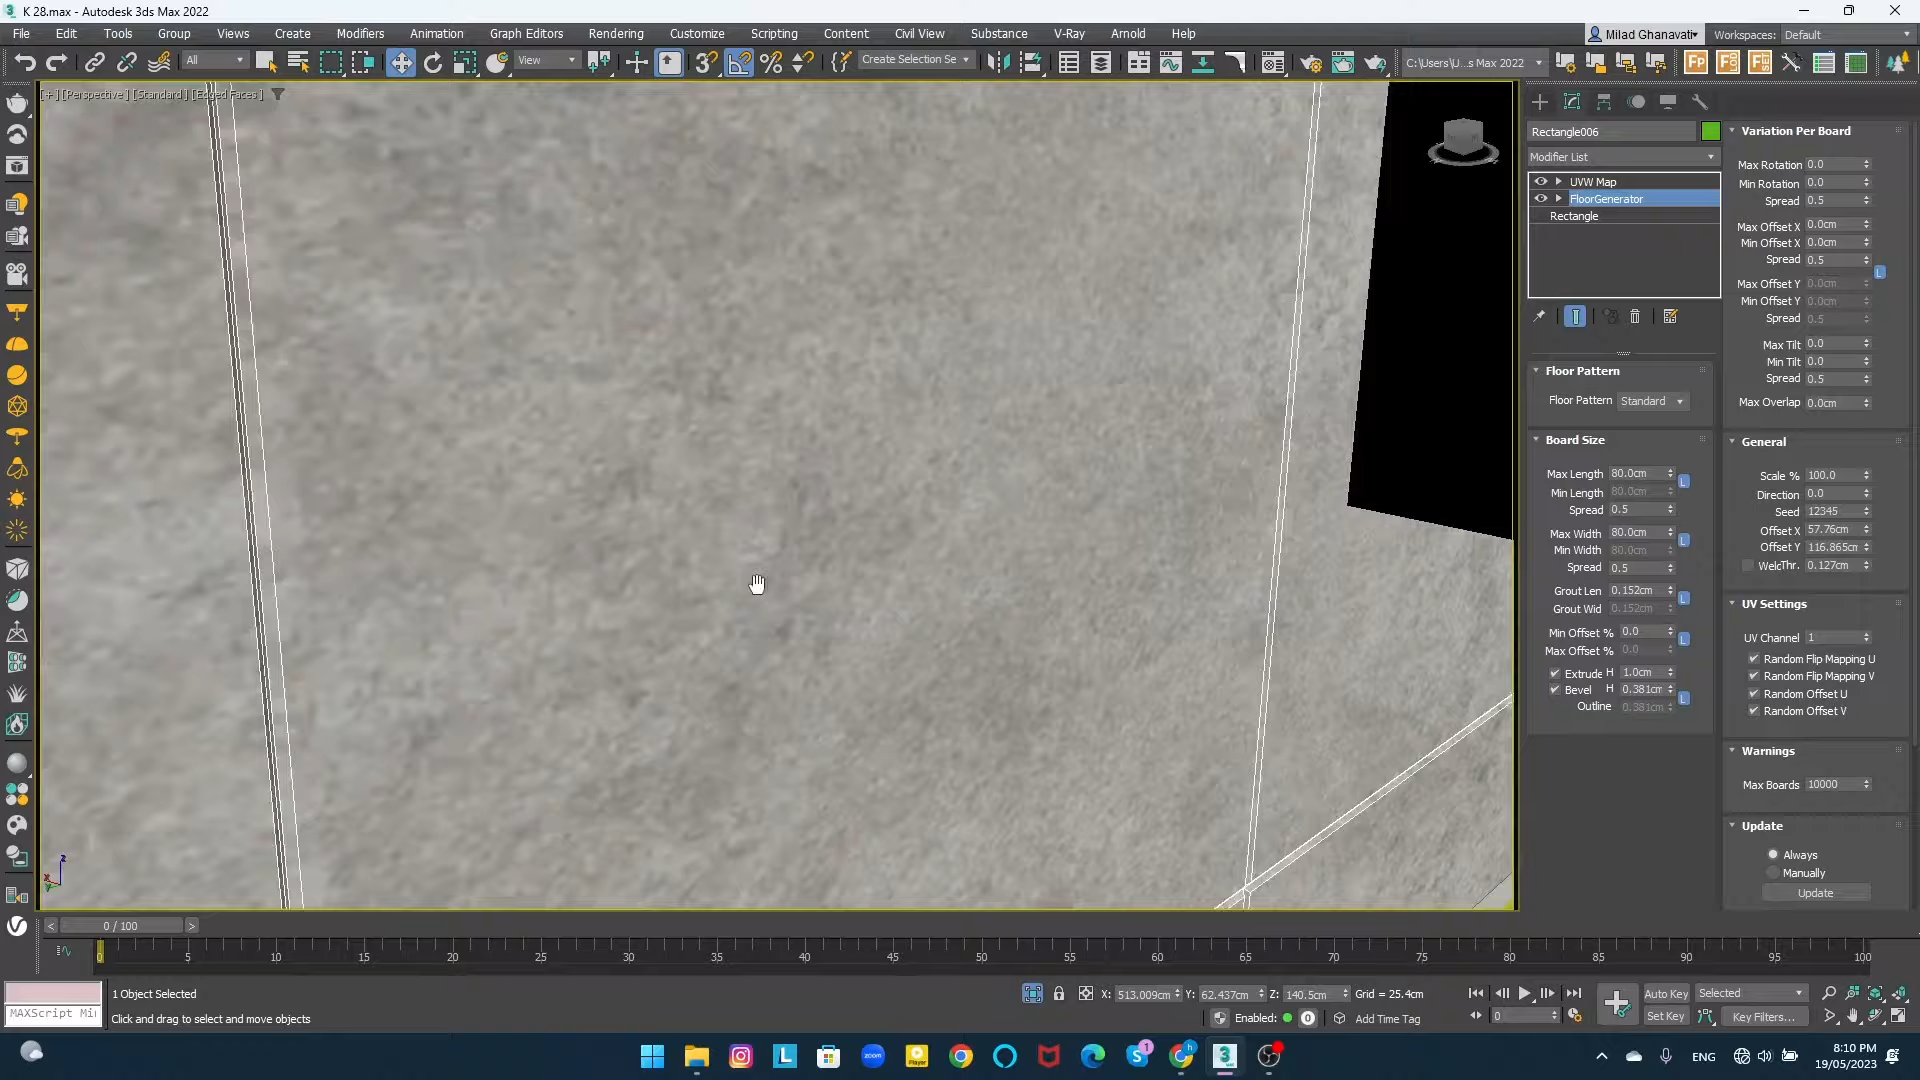 K 28.max - Autodesk 3ds Max 2022
File Edit Tools Group Views Create Modifiers Animation Graph Editors Rendering Customize Scripting Content Civil View Substance V-Ray Arnold Help
Milad Ghanavati Workspaces: Default
All View Create Selection Se C:\Users\U...s Max 2022
[+] [Perspective] [Standard] [Edged Faces]
Rectangle006
Modifier List
UVW Map
FloorGenerator
Rectangle
Floor Pattern
Floor Pattern Standard
Board Size
Max Length 80.0cm
Min Length 80.0cm
Spread 0.5
Max Width 80.0cm
Min Width 80.0cm
Spread 0.5
Grout Len 0.152cm
Grout Wid 0.152cm
Min Offset % 0.0
Max Offset % 0.0
Extrude H 1.0cm
Bevel H 0.381cm
Outline 0.381cm
Variation Per Board
Max Rotation 0.0
Min Rotation 0.0
Spread 0.5
Max Offset X 0.0cm
Min Offset X 0.0cm
Spread 0.5
Max Offset Y 0.0cm
Min Offset Y 0.0cm
Spread 0.5
Max Tilt 0.0
Min Tilt 0.0
Spread 0.5
Max Overlap 0.0cm
General
Scale % 100.0
Direction 0.0
Seed 12345
Offset X 57.76cm
Offset Y 116.865cm
Weld Thr. 0.127cm
UV Settings
UV Channel 1
Random Flip Mapping U
Random Flip Mapping V
Random Offset U
Random Offset V
Warnings
Max Boards 10000
Update
Always
Manually
Update
0 / 100
0 5 10 15 20 25 30 35 40 45 50 55 60 65 70 75 80 85 90 95 100
1 Object Selected
Click and drag to select and move objects
MAXScript Mi
X: 513.009cm Y: 62.437cm Z: 140.5cm Grid = 25.4cm
Enabled: 0 Add Time Tag
0
Auto Key Selected
Set Key Key Filters...
ENG
8:10 PM
19/05/2023